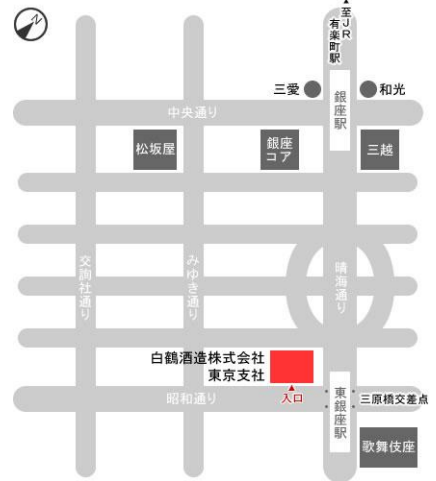 至JR
有楽町駅
三愛
和光
銀座駅
中央通り
松坂屋
銀座
コア
三越
交詢社通り
みゆき通り
晴海通り
白鶴酒造株式会社
東京支社
昭和通り
入口
東銀座駅
三原橋交差点
歌舞伎座